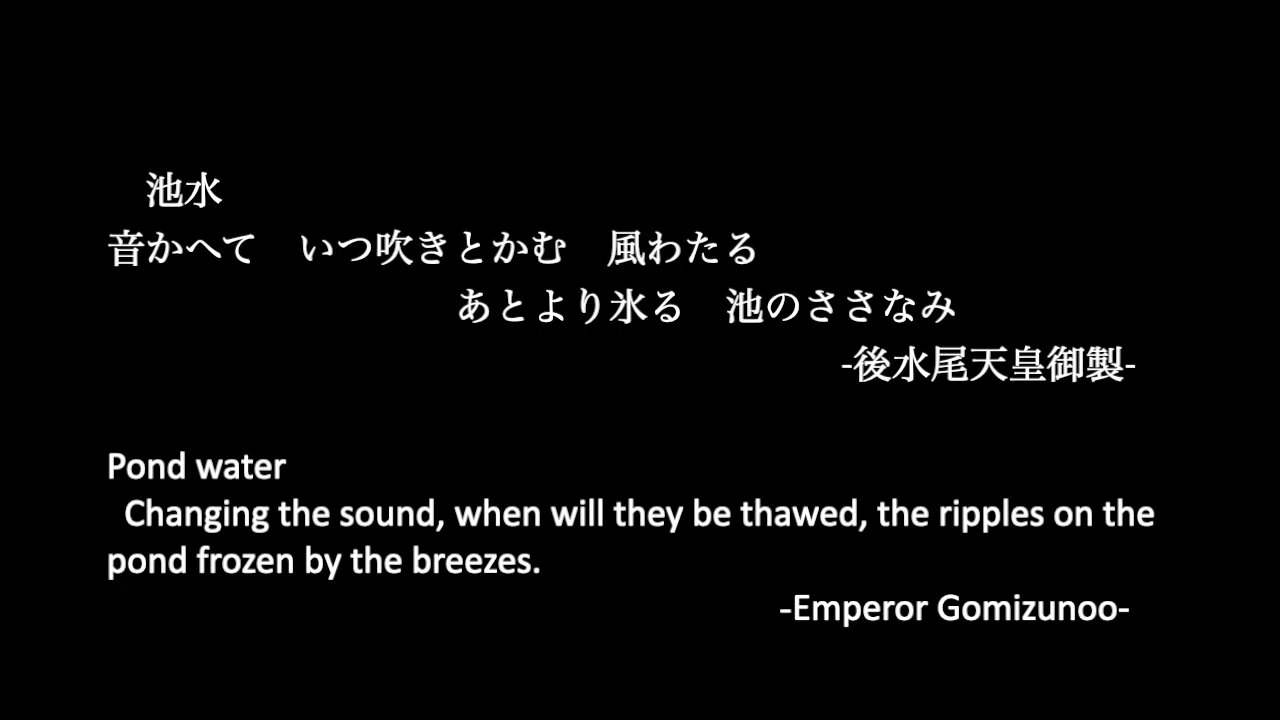 池水
音かへて　いつ吹きとかむ　風わたる
あとより氷る　池のささなみ
-後水尾天皇御製-
Pond water
Changing the sound, when will they be thawed, the ripples on the
pond frozen by the breezes.
-Emperor Gomizunoo-